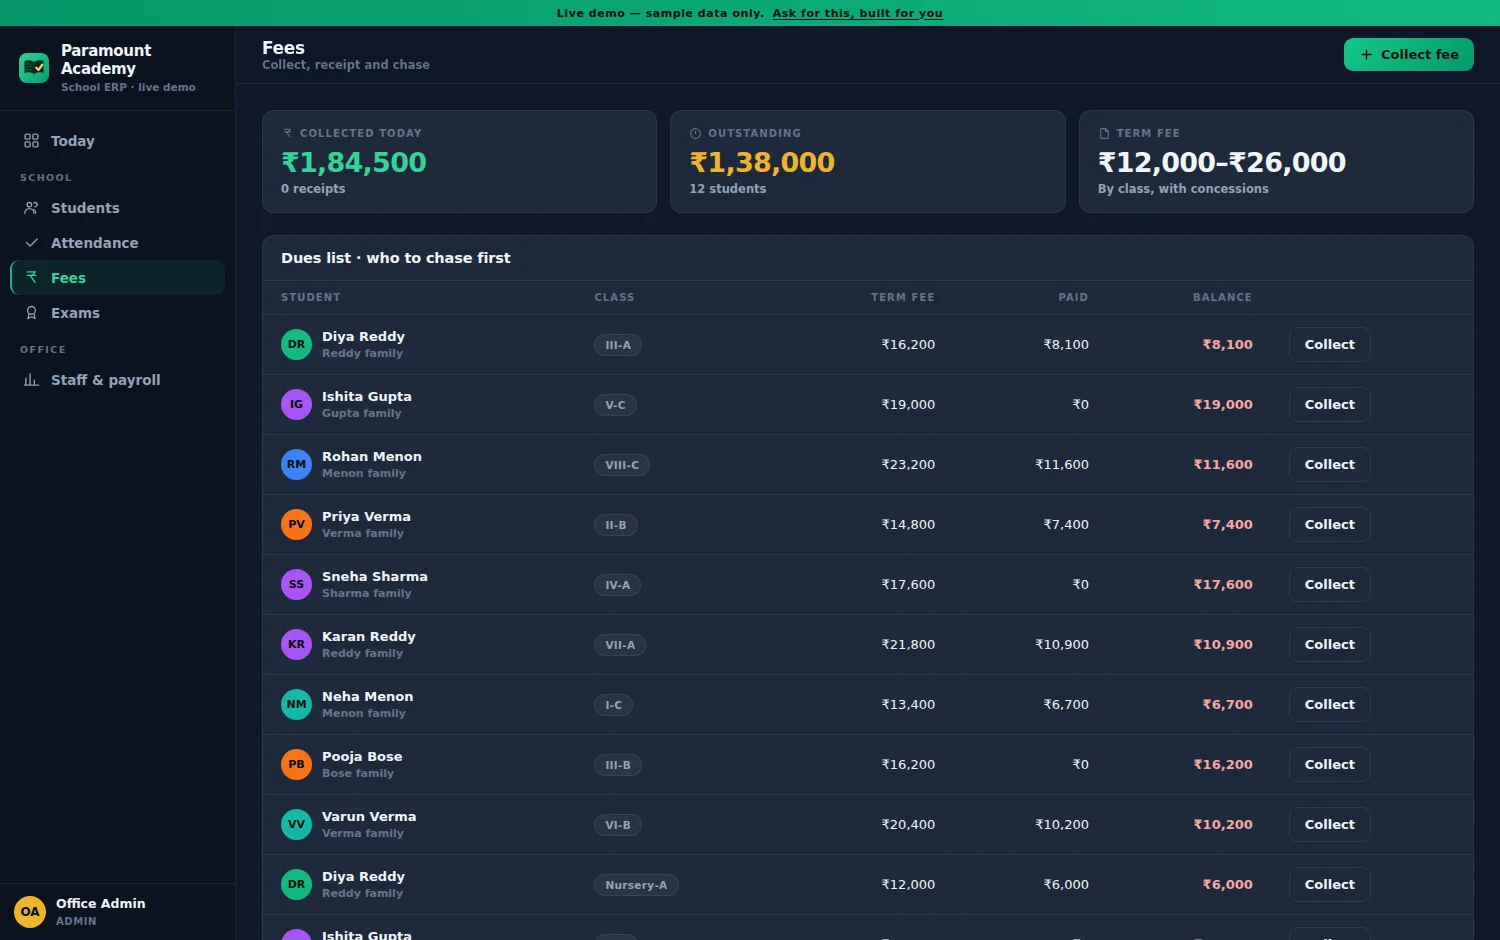 Live demo — sample data only. Ask for this, built for you
Paramount
Academy
School ERP · live demo
Today
SCHOOL
Students
Attendance
Fees
Exams
OFFICE
Staff & payroll
OA
Office Admin
ADMIN
Fees
Collect, receipt and chase
+ Collect fee
₹ COLLECTED TODAY
₹1,84,500
0 receipts
OUTSTANDING
₹1,38,000
12 students
TERM FEE
₹12,000–₹26,000
By class, with concessions
Dues list · who to chase first
STUDENT CLASS TERM FEE PAID BALANCE
DR Diya Reddy III-A ₹16,200 ₹8,100 ₹8,100 Collect
Reddy family
IG Ishita Gupta V-C ₹19,000 ₹0 ₹19,000 Collect
Gupta family
RM Rohan Menon VIII-C ₹23,200 ₹11,600 ₹11,600 Collect
Menon family
PV Priya Verma II-B ₹14,800 ₹7,400 ₹7,400 Collect
Verma family
SS Sneha Sharma IV-A ₹17,600 ₹0 ₹17,600 Collect
Sharma family
KR Karan Reddy VII-A ₹21,800 ₹10,900 ₹10,900 Collect
Reddy family
NM Neha Menon I-C ₹13,400 ₹6,700 ₹6,700 Collect
Menon family
PB Pooja Bose III-B ₹16,200 ₹0 ₹16,200 Collect
Bose family
VV Varun Verma VI-B ₹20,400 ₹10,200 ₹10,200 Collect
Verma family
DR Diya Reddy Nursery-A ₹12,000 ₹6,000 ₹6,000 Collect
Reddy family
Ishita Gupta